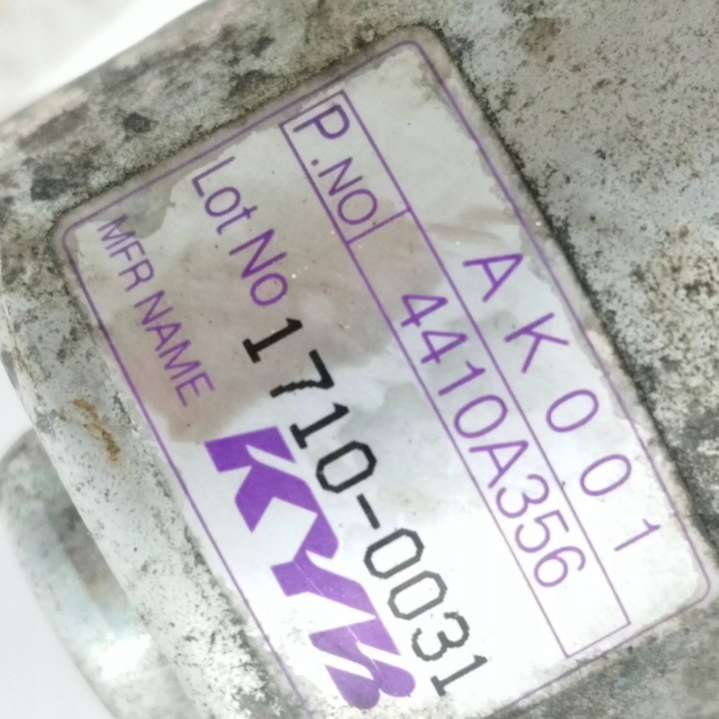 AK001
P.NO. 4410A356
Lot No 1710-0031
MFR NAME KYB